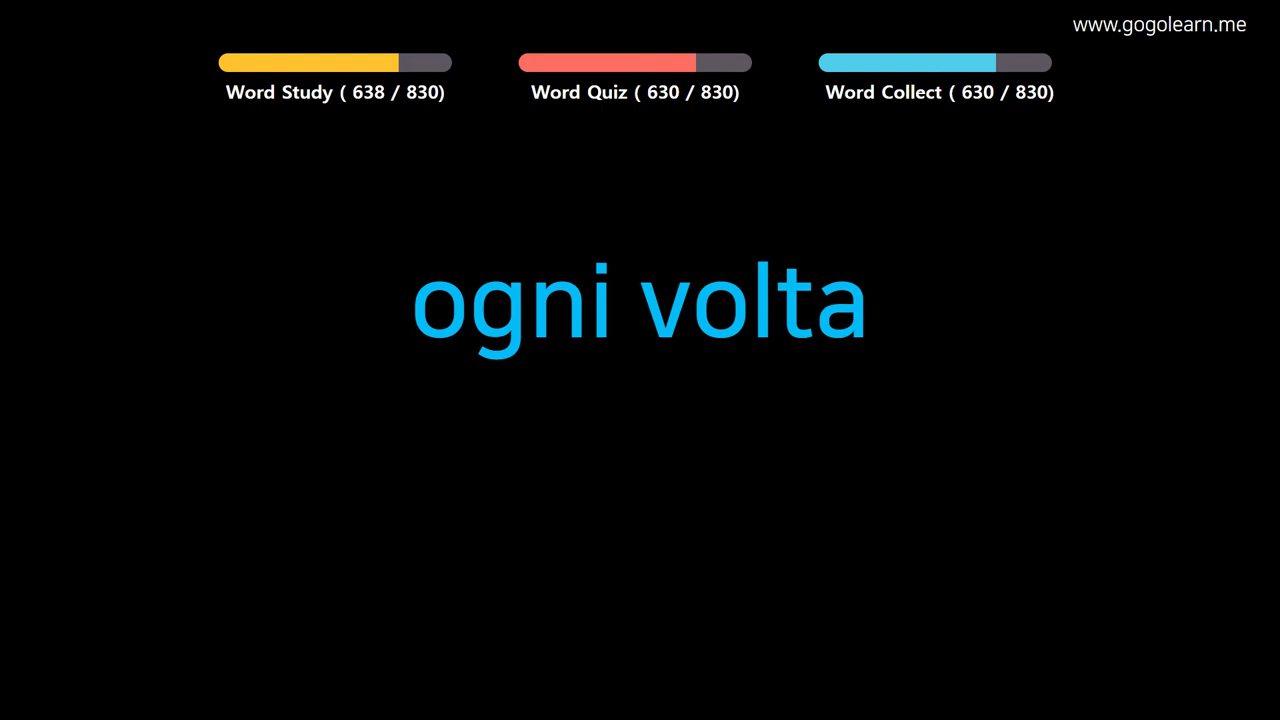 www.gogolearn.me
Word Study ( 638 / 830)
Word Quiz ( 630 / 830)
Word Collect ( 630 / 830)
ogni volta